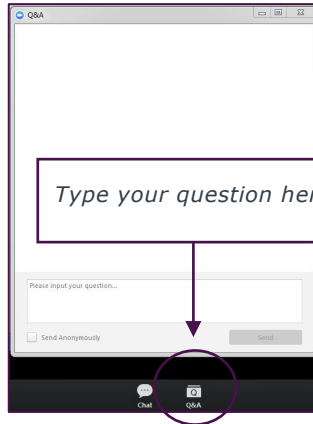 Q&A
Type your question her
Please input your question...
Send Anonymously
Send
Chat
Q&A